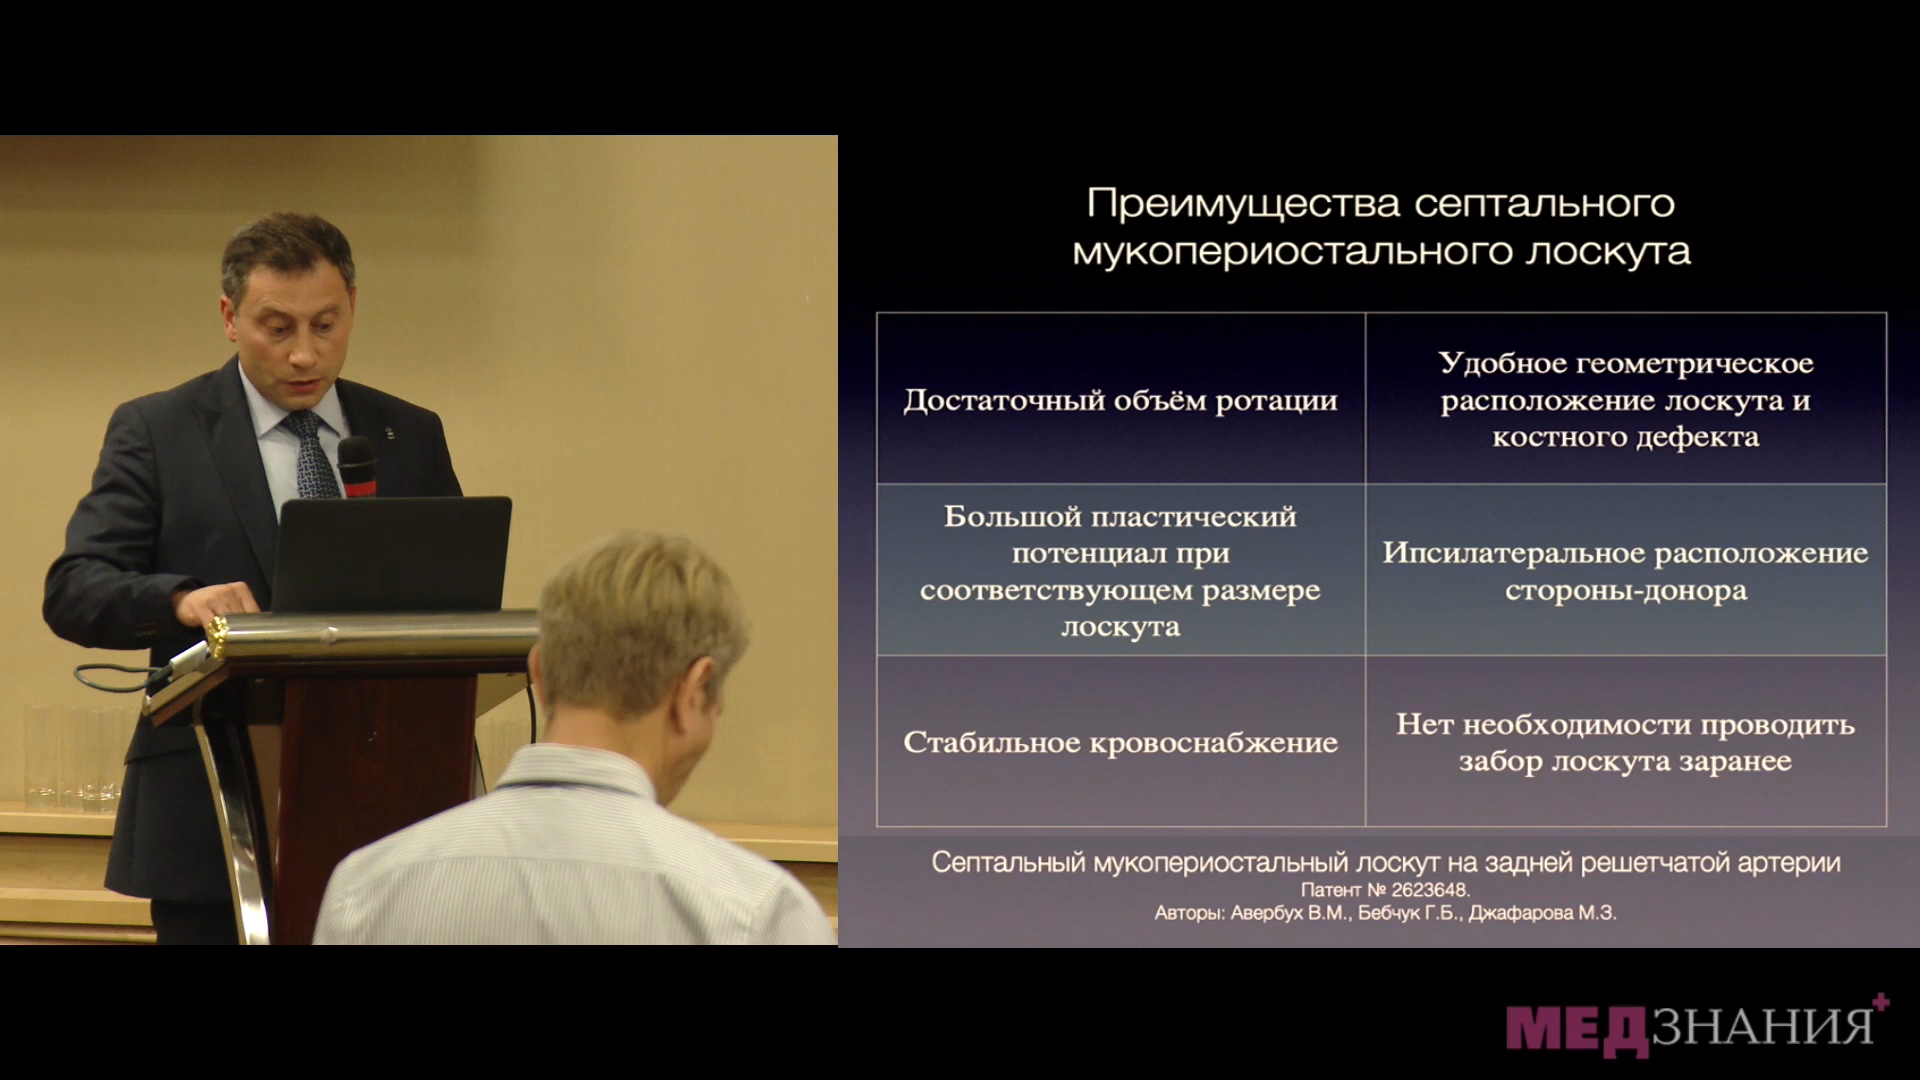 Преимущества септального
мукопериостального лоскута
Достаточный объём ротации
Удобное геометрическое
расположение лоскута и
костного дефекта
Большой пластический
потенциал при
соответствующем размере
лоскута
Ипсилатеральное расположение
стороны-донора
Стабильное кровоснабжение
Нет необходимости проводить
забор лоскута заранее
Септальный мукопериостальный лоскут на задней решетчатой артерии
Патент № 2623648.
Авторы: Авербух В.М., Бебчук Г.Б., Джафарова М.З.
МЕДЗНАНИЯ+